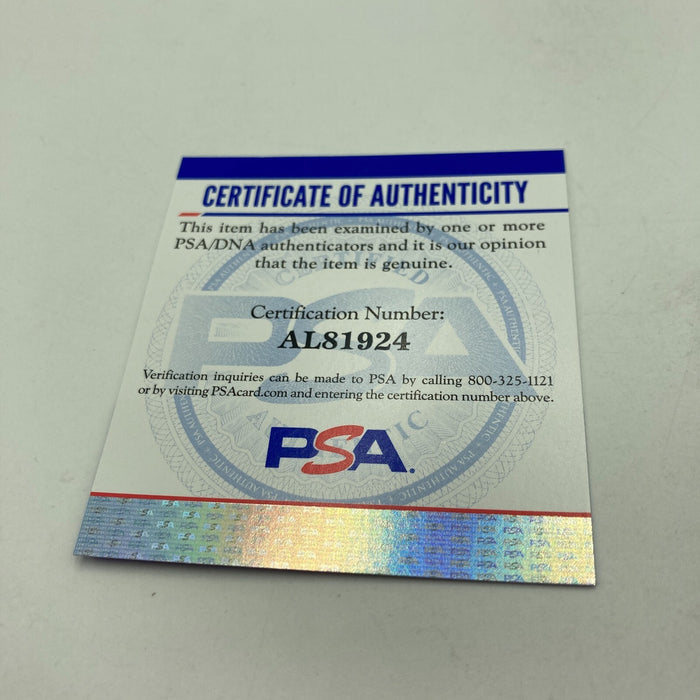 CERTIFICATE OF AUTHENTICITY
This item has been examined by one or more
PSA/DNA authenticators and it is our opinion
that the item is genuine.
CERTIFIED
PSA
Certification Number:
AL81924
Verification inquiries can be made to PSA by calling 800-325-1121
or by visiting PSAcard.com and entering the certification number above.
PSA.